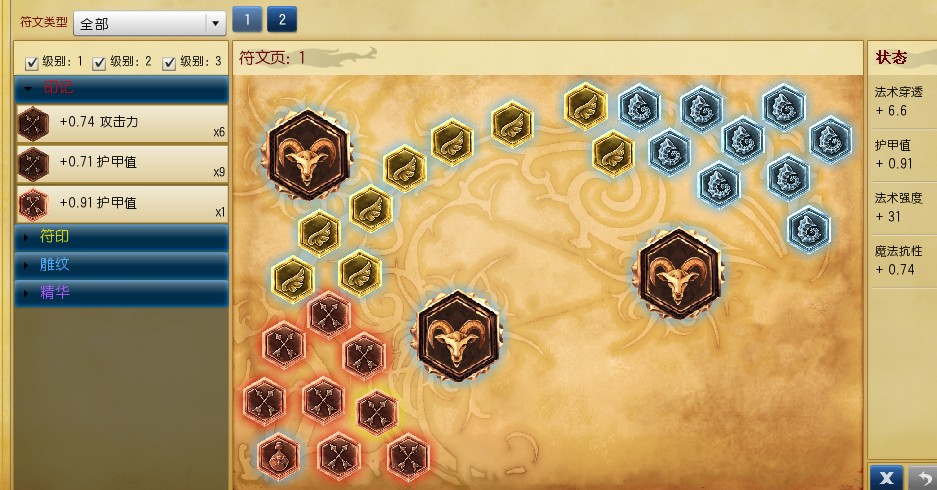 符文类型
全部
1
2
级别: 1
级别: 2
级别: 3
符文页: 1
状态
印记
+0.74 攻击力
x6
+0.71 护甲值
x9
+0.91 护甲值
x1
符印
雕纹
精华
法术穿透
+ 6.6
护甲值
+ 0.91
法术强度
+ 31
魔法抗性
+ 0.74